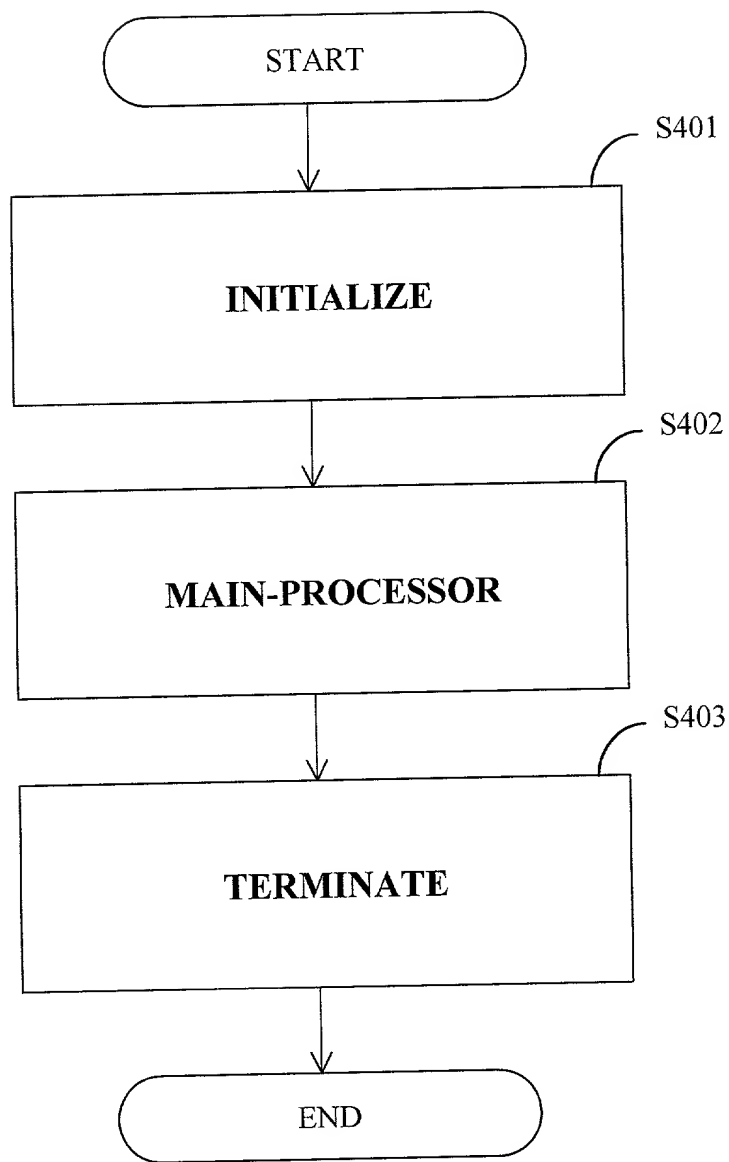 START
S401
INITIALIZE
S402
MAIN-PROCESSOR
S403
TERMINATE
END